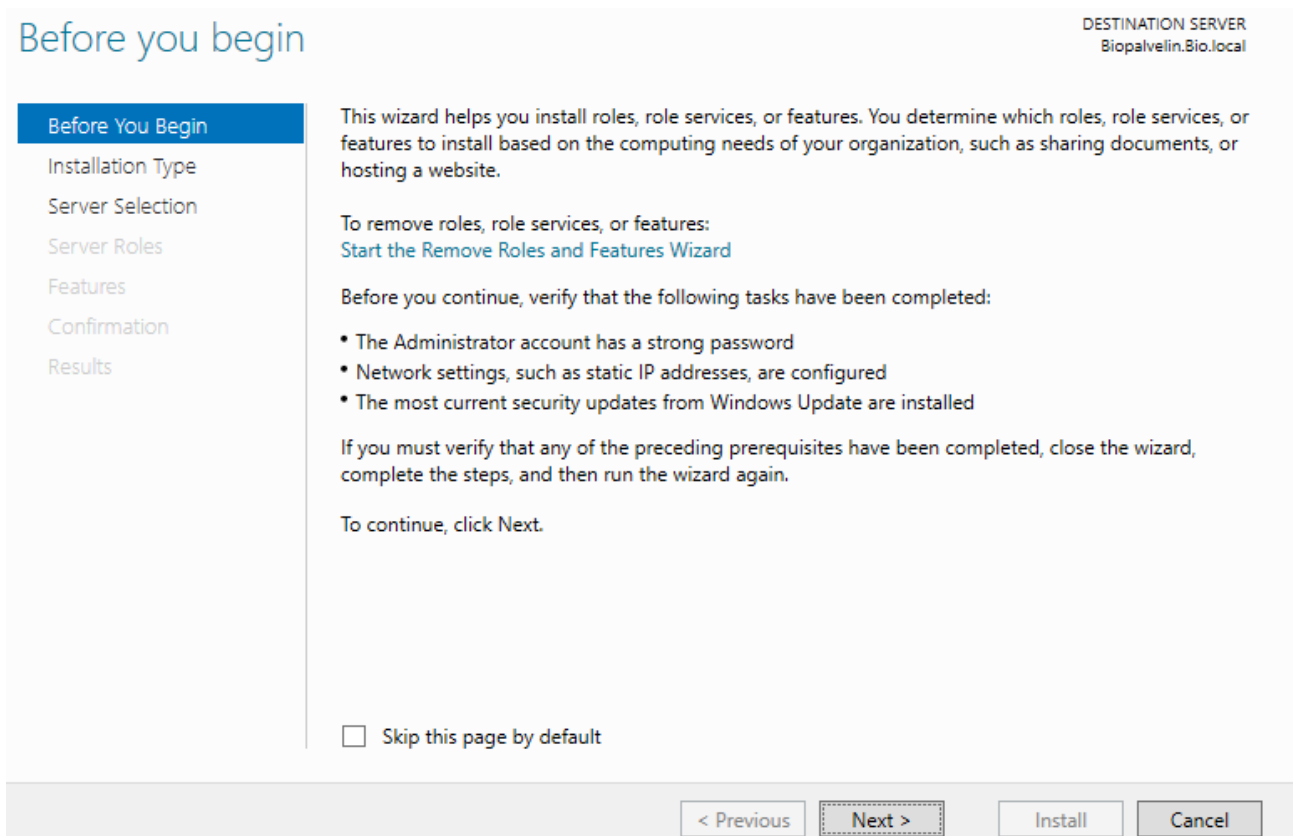 Before you begin
DESTINATION SERVER
Biopalvelin.Bio.local
Before You Begin
Installation Type
Server Selection
Server Roles
Features
Confirmation
Results
This wizard helps you install roles, role services, or features. You determine which roles, role services, or
features to install based on the computing needs of your organization, such as sharing documents, or
hosting a website.
To remove roles, role services, or features:
Start the Remove Roles and Features Wizard
Before you continue, verify that the following tasks have been completed:
• The Administrator account has a strong password
• Network settings, such as static IP addresses, are configured
• The most current security updates from Windows Update are installed
If you must verify that any of the preceding prerequisites have been completed, close the wizard,
complete the steps, and then run the wizard again.
To continue, click Next.
Skip this page by default
< Previous Next > Install Cancel